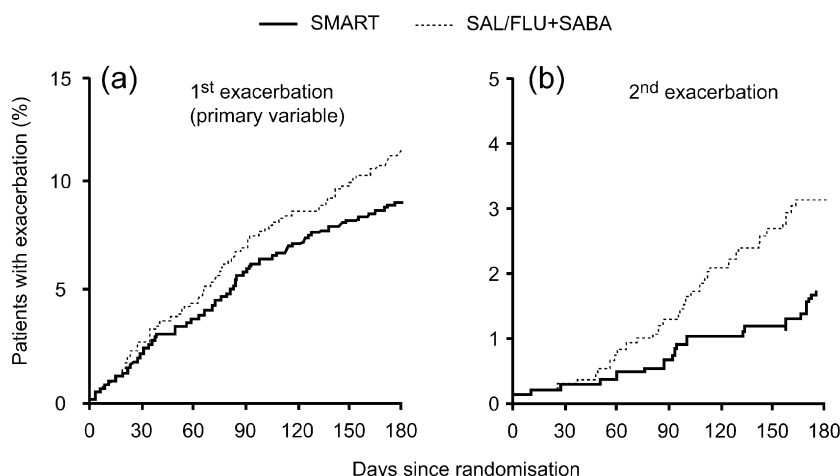 SMART SAL/FLU+SABA
(a)
1st exacerbation
(primary variable)
15
10
5
0
0 30 60 90 120 150 180
Patients with exacerbation (%)
(b)
2nd exacerbation
5
4
3
2
1
0
0 30 60 90 120 150 180
Days since randomisation